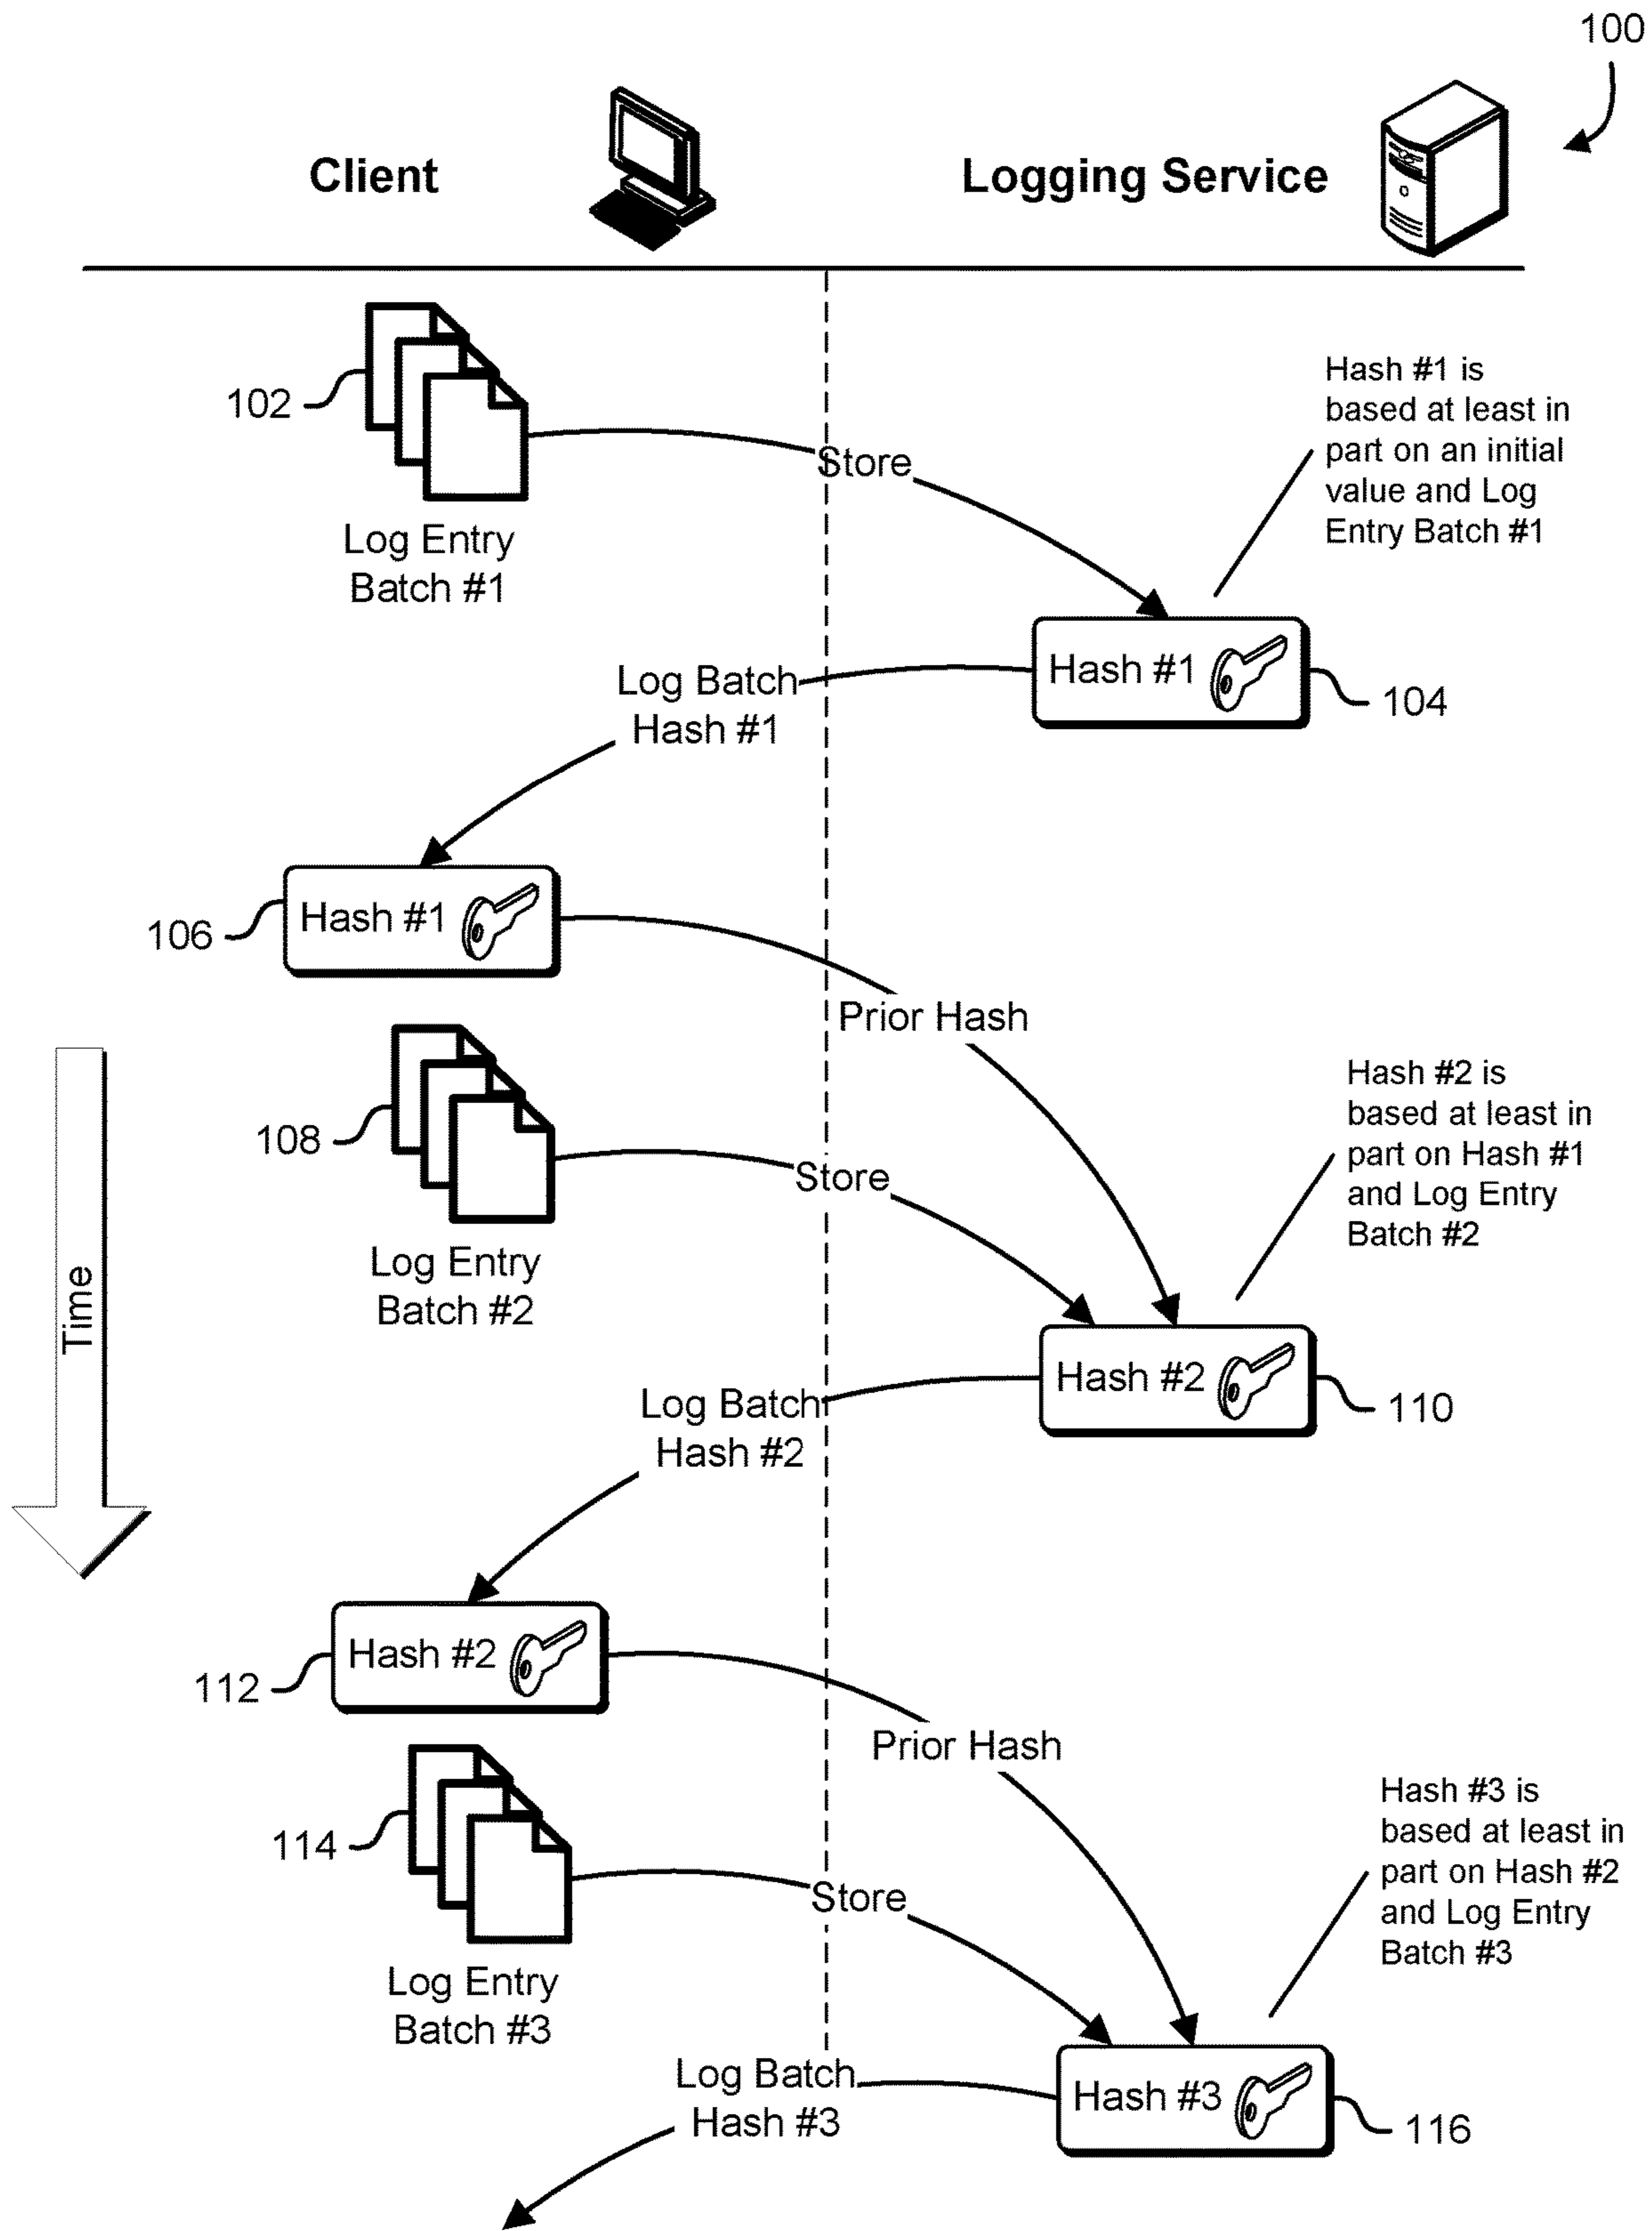 100
Client
Logging Service
102
Store
Log Entry
Batch #1
Hash #1 is
based at least in
part on an initial
value and Log
Entry Batch #1
Hash #1
104
Log Batch
Hash #1
106
Hash #1
Prior Hash
108
Store
Log Entry
Batch #2
Hash #2 is
based at least in
part on Hash #1
and Log Entry
Batch #2
Time
Hash #2
110
Log Batch
Hash #2
112
Hash #2
Prior Hash
114
Store
Log Entry
Batch #3
Hash #3 is
based at least in
part on Hash #2
and Log Entry
Batch #3
Log Batch
Hash #3
Hash #3
116